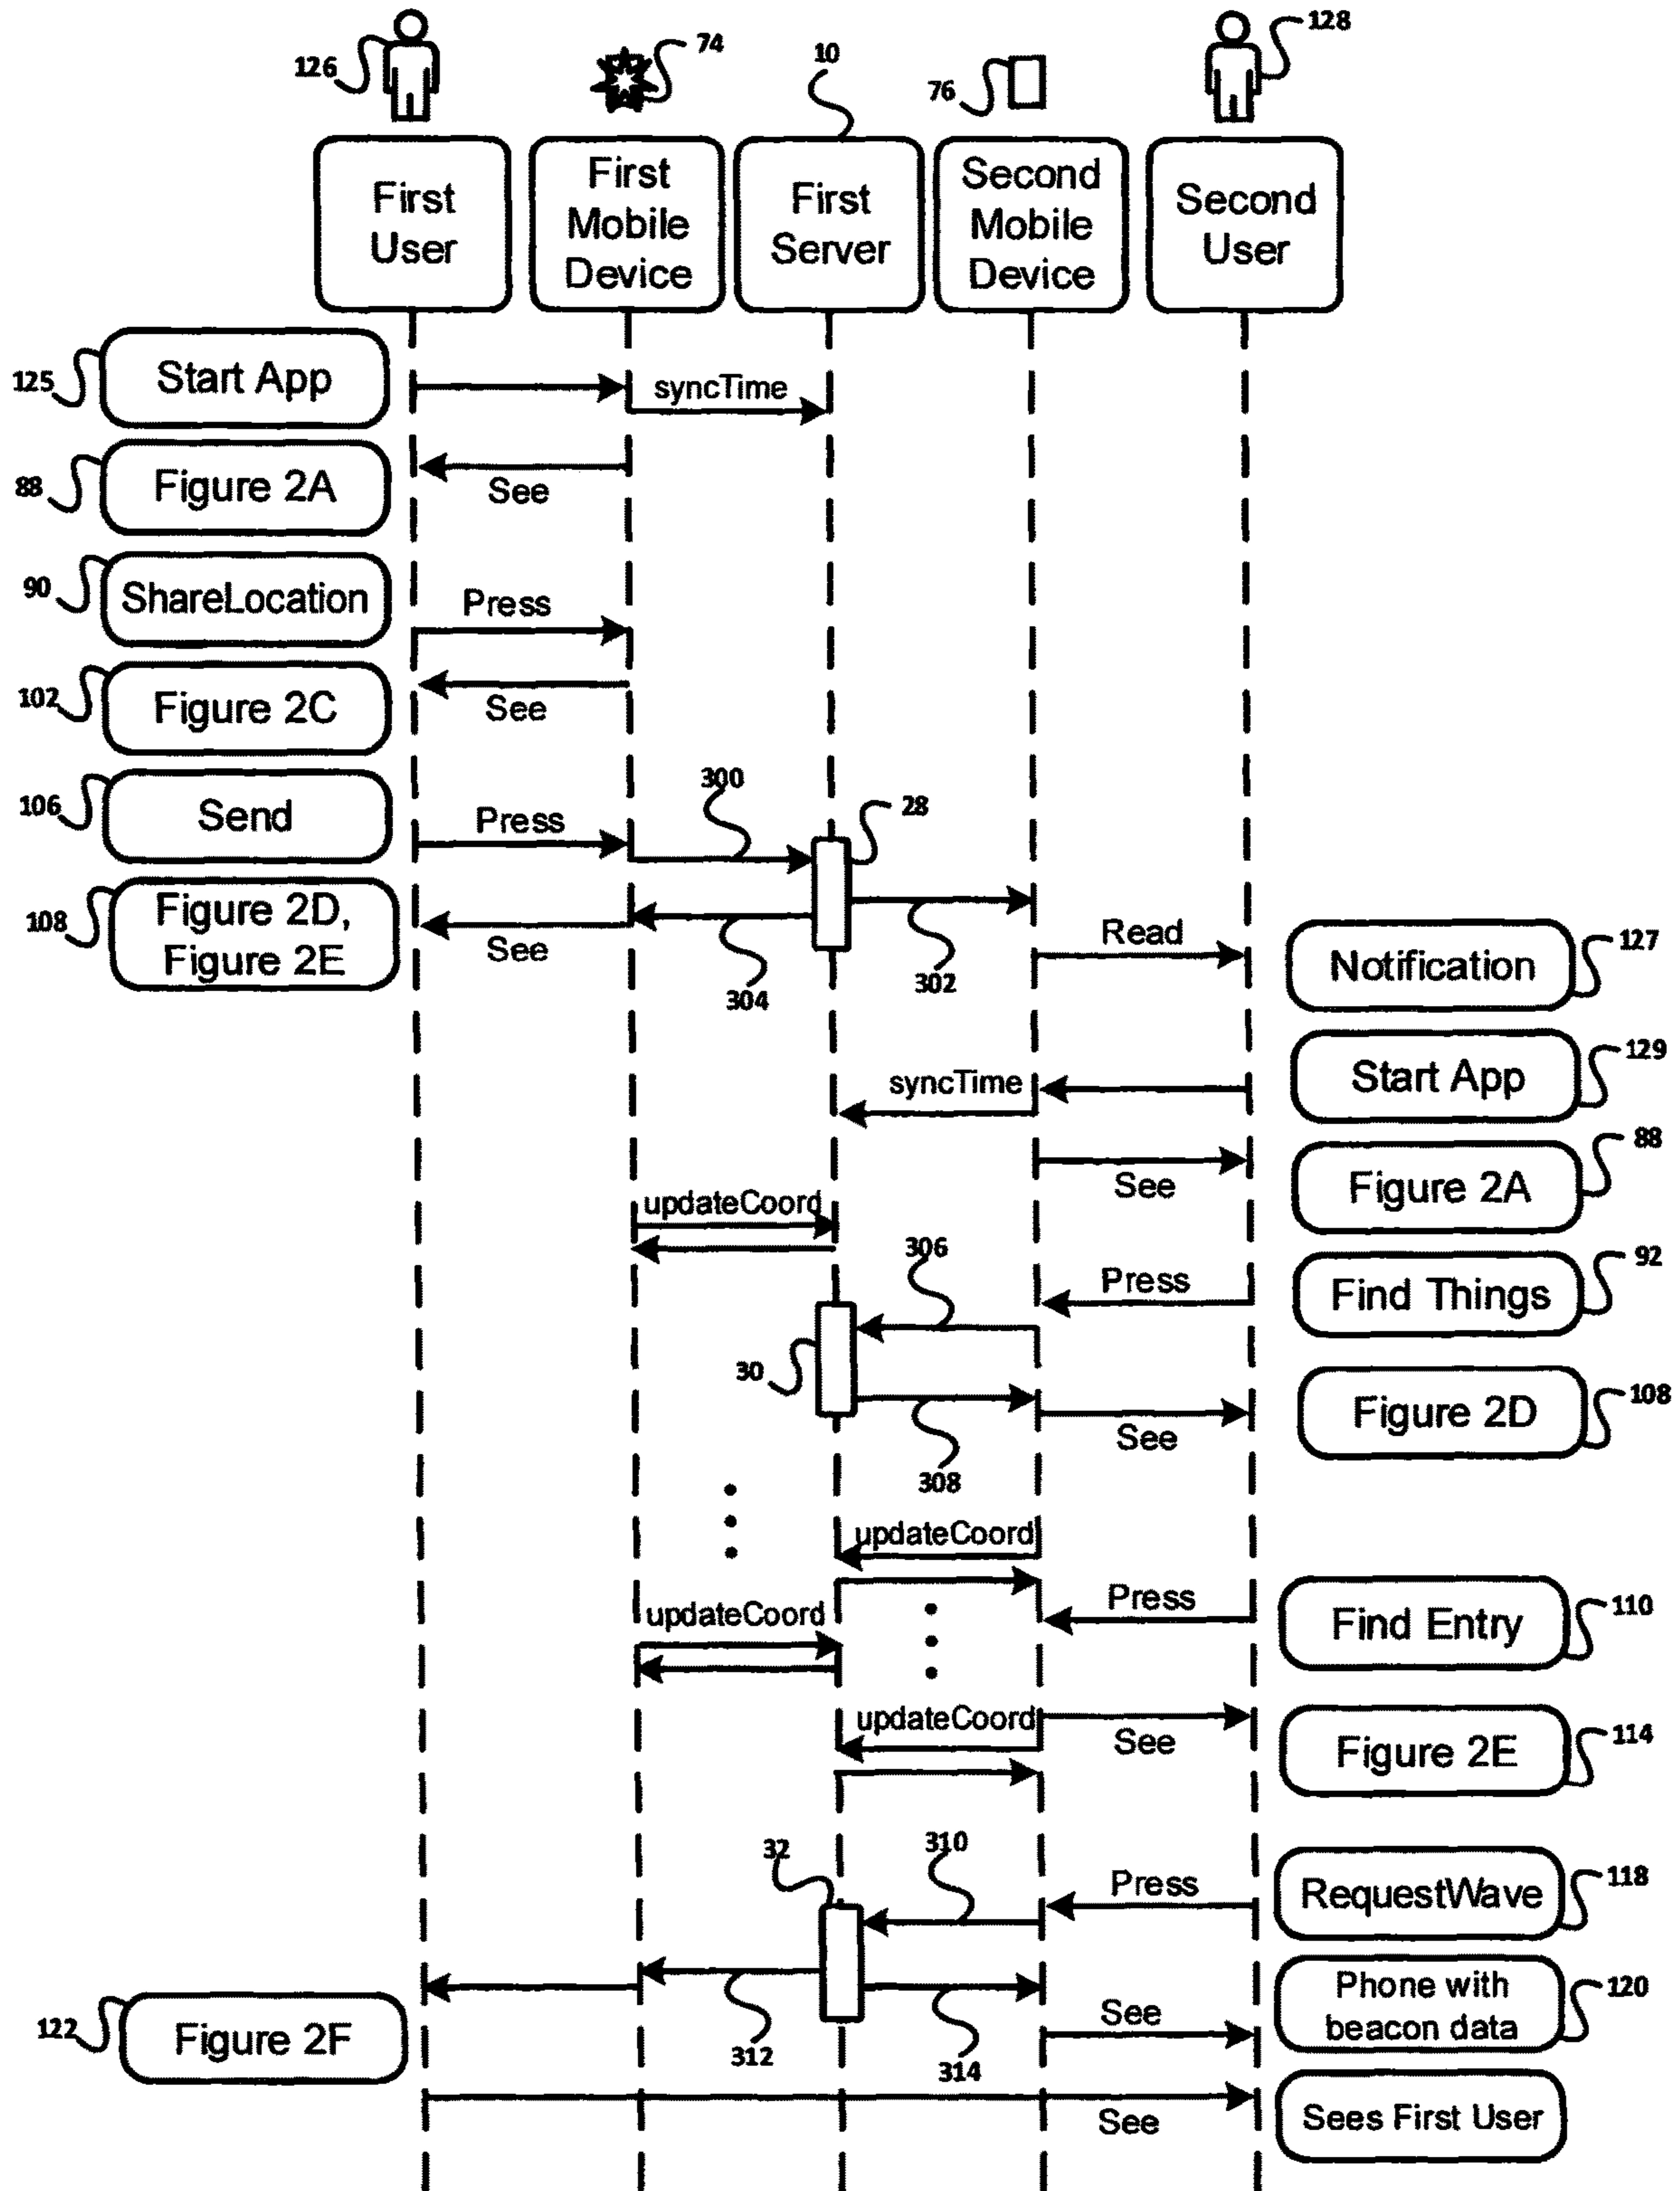 126
74
10
76
128
First
User
First
Mobile
Device
First
Server
Second
Mobile
Device
Second
User
125
Start App
syncTime
88
Figure 2A
See
90
ShareLocation
Press
102
Figure 2C
See
106
Send
Press
300
28
108
Figure 2D,
Figure 2E
See
304
302
Read
Notification
127
syncTime
Start App
129
See
Figure 2A
88
updateCoord
306
Press
Find Things
92
30
308
See
Figure 2D
108
updateCoord
updateCoord
Press
Find Entry
110
updateCoord
See
Figure 2E
114
32
310
Press
RequestWave
118
122
Figure 2F
312
314
See
Phone with
beacon data
120
See
Sees First User